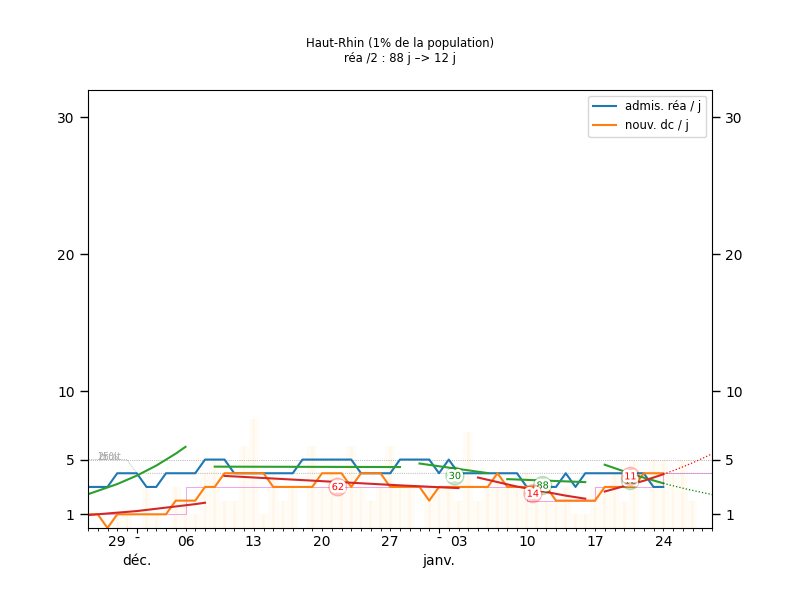 Haut-Rhin (1% de la population)
réa /2 : 88 j –> 12 j
admis. réa / j
nouv. dc / j
30 30
20 20
10 10
5 5
1 1
30
62
88
14
11
29 - 06 13 20 27 - 03 10 17 24
déc. janv.